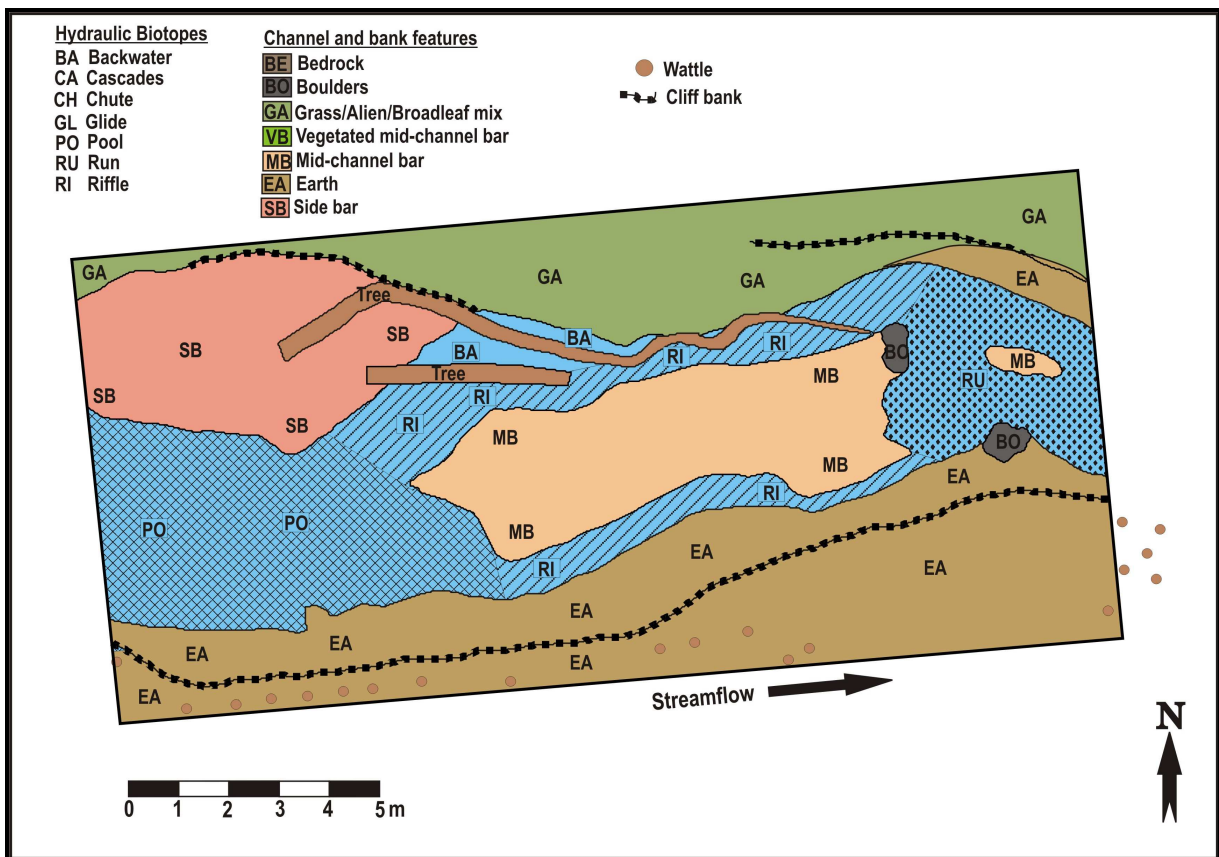 Hydraulic Biotopes
BA Backwater
CA Cascades
CH Chute
GL Glide
PO Pool
RU Run
RI Riffle
Channel and bank features
BE Bedrock
BO Boulders
GA Grass/Alien/Broadleaf mix
VB Vegetated mid-channel bar
MB Mid-channel bar
EA Earth
SB Side bar
Wattle
Cliff bank
GA
GA
GA
GA
EA
Tree
SB
SB
BA
BA
RI
RI
BO
MB
SB
Tree
RI
MB
RU
SB
RI
MB
BO
MB
RI
EA
PO
PO
MB
EA
RI
EA
EA
EA
EA
EA
EA
Streamflow
N
0 1 2 3 4 5 m